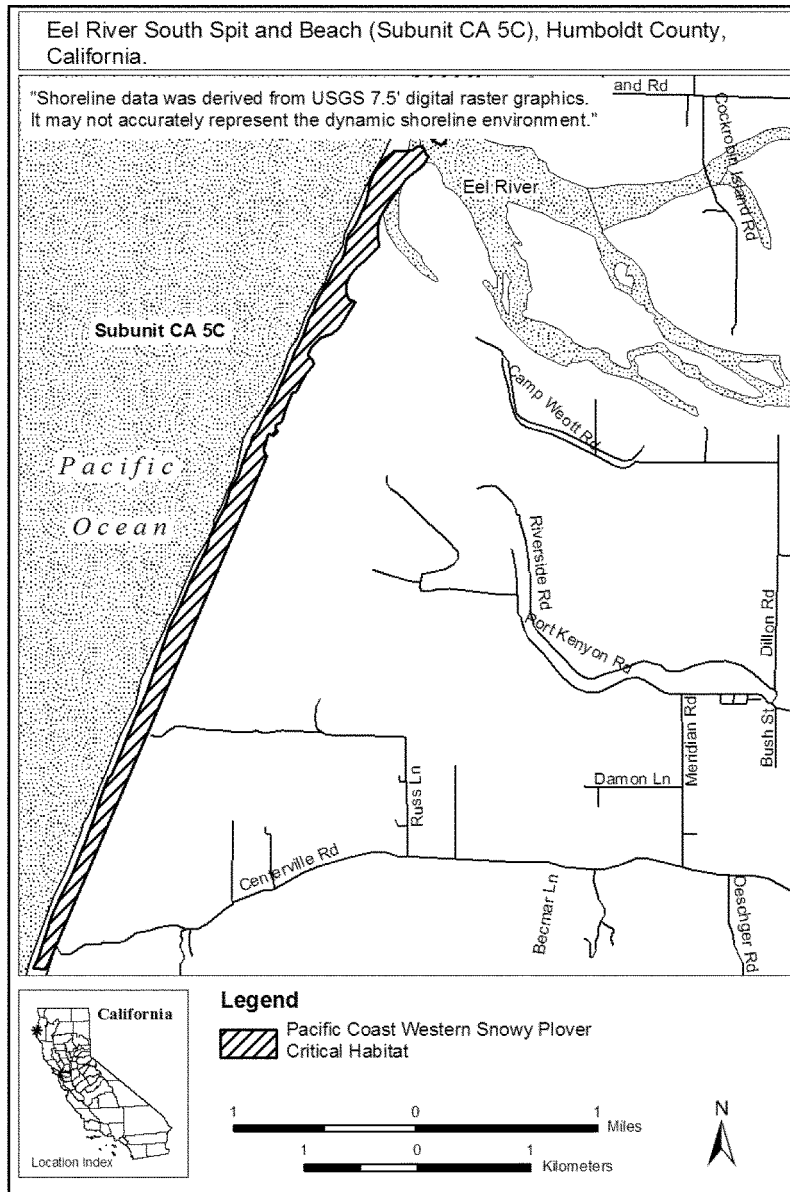 Eel River South Spit and Beach (Subunit CA 5C), Humboldt County,
California.
"Shoreline data was derived from USGS 7.5' digital raster graphics.
It may not accurately represent the dynamic shoreline environment."
and Rd
Cockrobin Island Rd
Eel River
Subunit CA 5C
Camp Weott Rd
Pacific
Ocean
Riverside Rd
Port Kenyon Rd
Dillon Rd
Meridian Rd
Bush St
Russ Ln
Damon Ln
Centerville Rd
Becmar Ln
Oeschger Rd
California
Location Index
Legend
Pacific Coast Western Snowy Plover
Critical Habitat
1 0 1
Miles
1 0 1
Kilometers
N